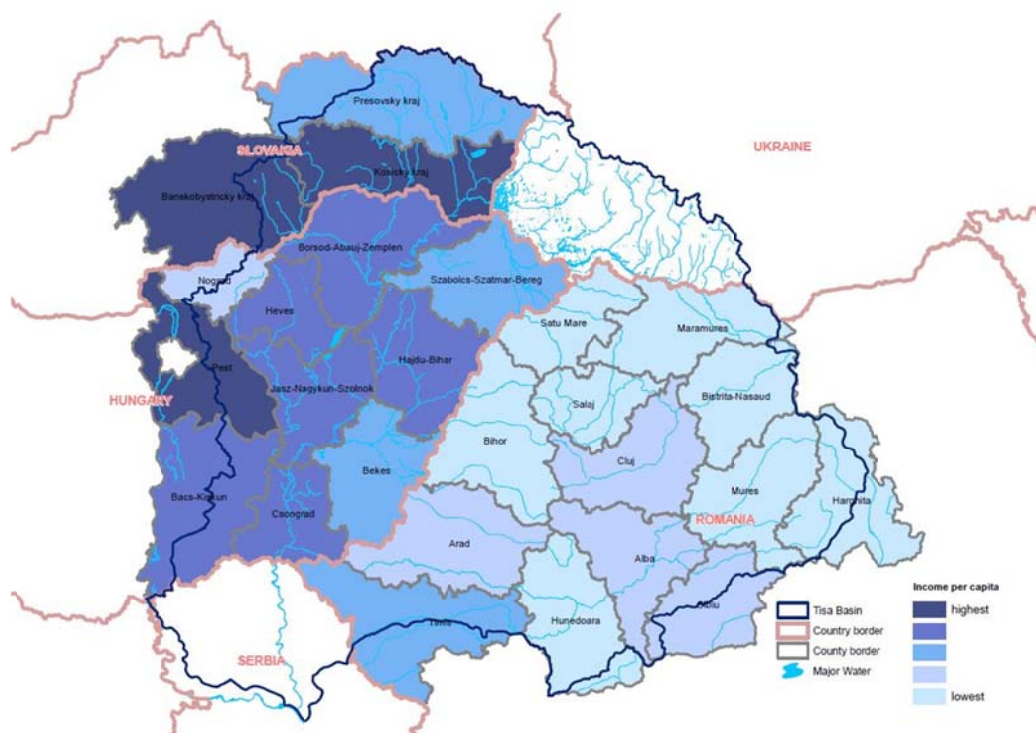 Presovsky kraj
UKRAINE
SLOVAKIA
Kosicky kraj
Banskobystricky kraj
Borsod-Abauj-Zemplen
Nograd
Szabolcs-Szatmar-Bereg
Heves
Satu Mare
Maramures
Hajdu-Bihar
Pest
Jasz-Nagykun-Szolnok
Bistrita-Nasaud
HUNGARY
Salaj
Bihor
Cluj
Bekes
Mures
Harghita
Bacs-Kiskun
Csongrad
ROMANIA
Arad
Alba
Sibiu
Timis
Hunedoara
SERBIA
Income per capita
highest
lowest
Tisa Basin
Country border
County border
Major Water